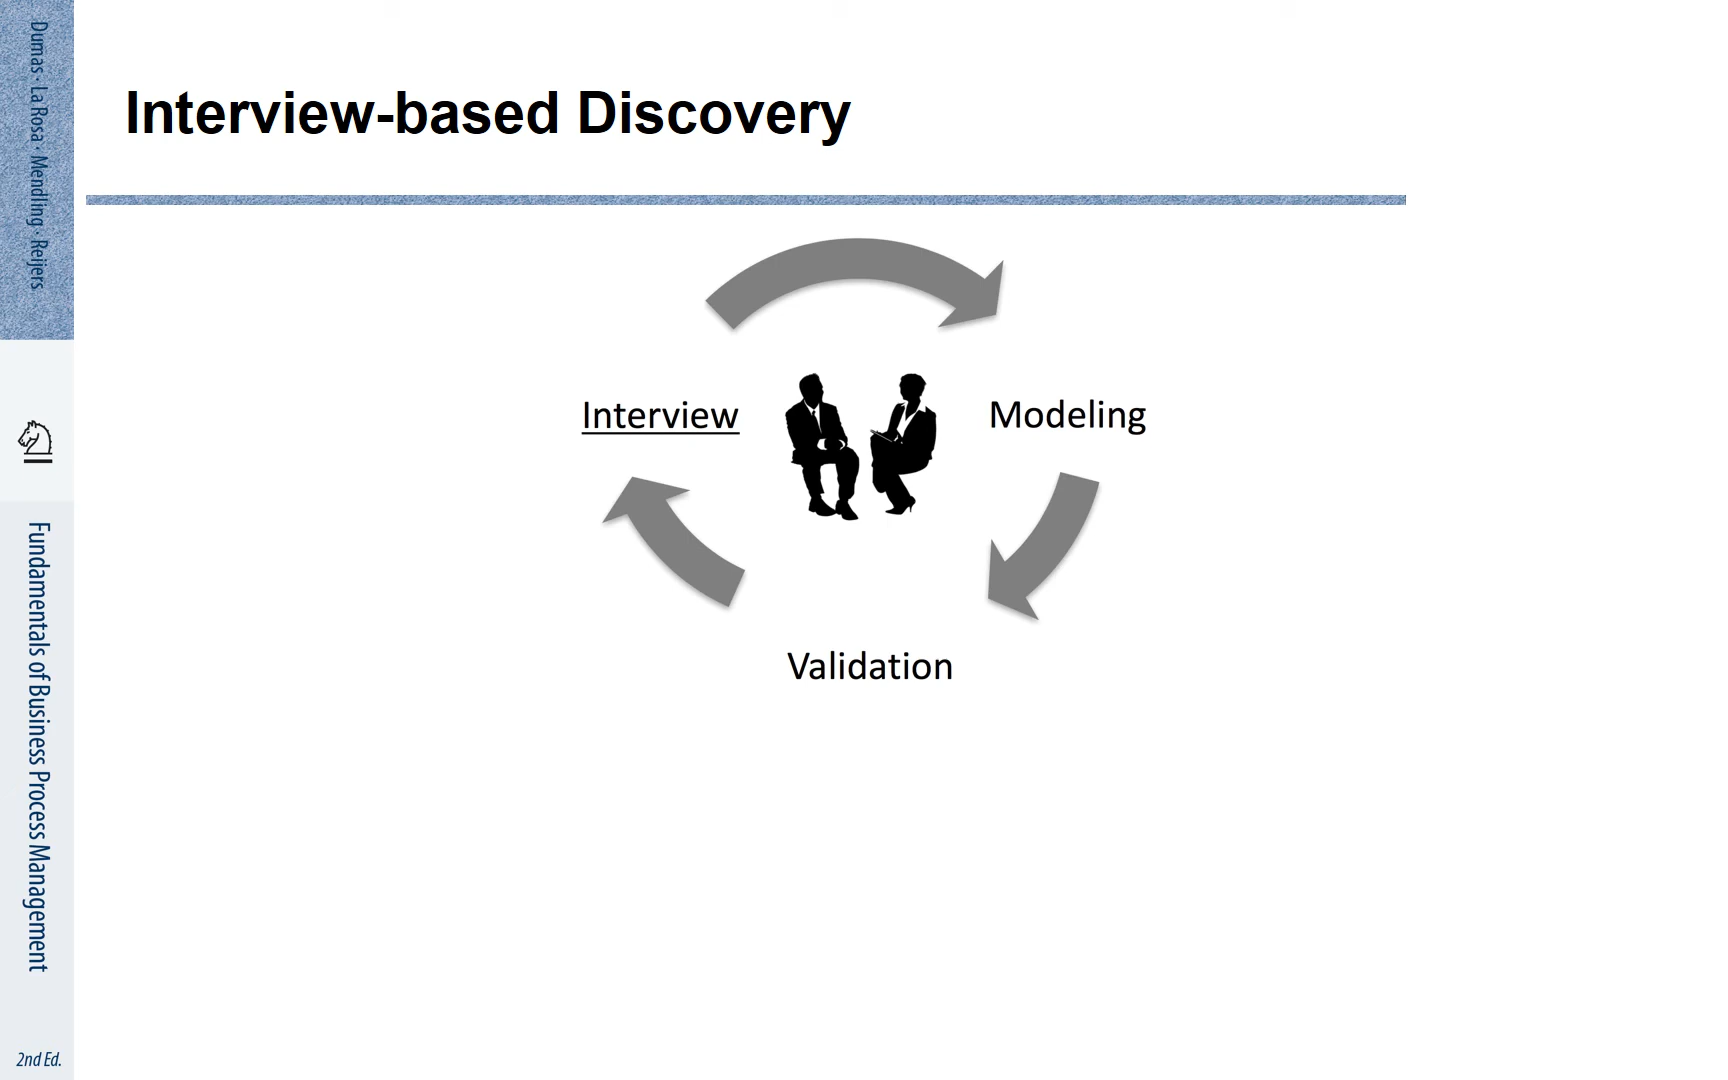 Dumas · La Rosa · Mendling · Reijers
Interview-based Discovery
Interview
Modeling
Validation
Fundamentals of Business Process Management
2nd Ed.